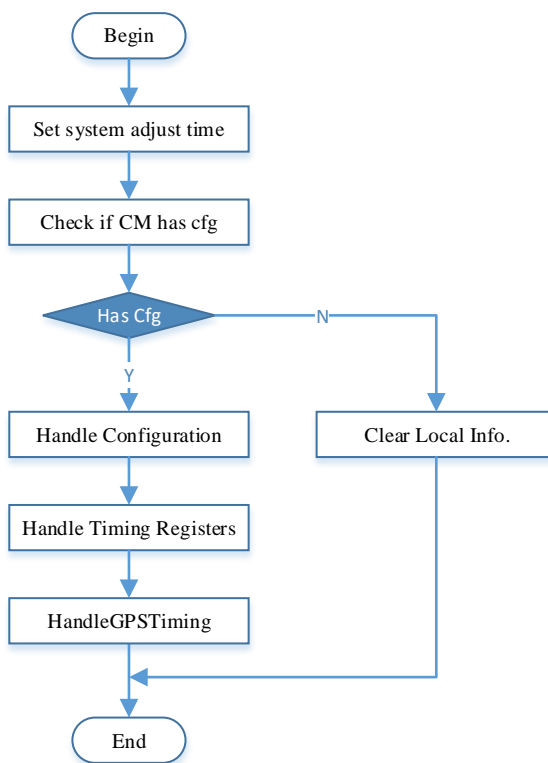 Begin
Set system adjust time
Check if CM has cfg
Has Cfg
N
Y
Handle Configuration
Clear Local Info.
Handle Timing Registers
HandleGPSTiming
End